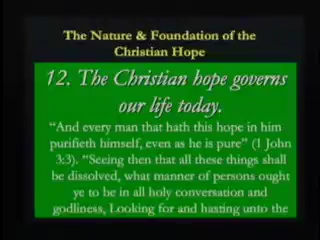 The Nature & Foundation of the
Christian Hope
12. The Christian hope governs
our life today.
“And every man that hath this hope in him
purifieth himself, even as he is pure” (1 John
3:3). “Seeing then that all these things shall
be dissolved, what manner of persons ought
ye to be in all holy conversation and
godliness, Looking for and hasting unto the